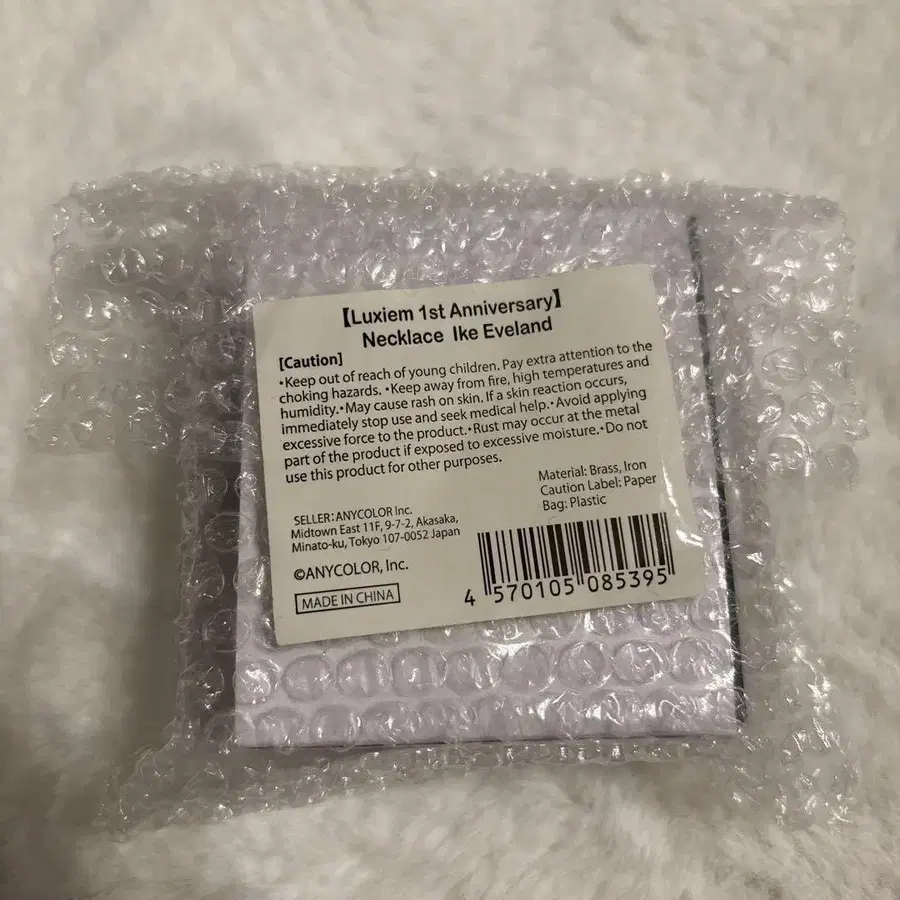 【Luxiem 1st Anniversary】
Necklace Ike Eveland
[Caution]
•Keep out of reach of young children. Pay extra attention to the
choking hazards. •Keep away from fire, high temperatures and
humidity.•May cause rash on skin. If a skin reaction occurs,
immediately stop use and seek medical help.•Avoid applying
excessive force to the product.•Rust may occur at the metal
part of the product if exposed to excessive moisture.•Do not
use this product for other purposes.
Material: Brass, Iron
Caution Label: Paper
Bag: Plastic
SELLER: ANYCOLOR Inc.
Midtown East 11F, 9-7-2, Akasaka,
Minato-ku, Tokyo 107-0052 Japan
©ANYCOLOR, Inc.
MADE IN CHINA
4 570105 085395